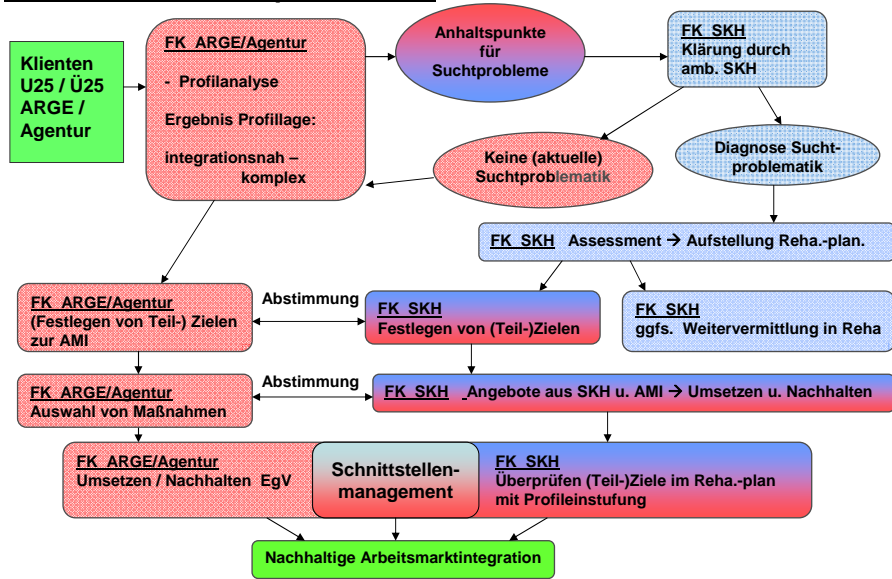 Klienten
U25 / Ü25
ARGE /
Agentur
FK ARGE/Agentur
- Profilanalyse
Ergebnis Profillage:
integrationsnah –
komplex
Anhaltspunkte
für
Suchtprobleme
FK SKH
Klärung durch
amb. SKH
Keine (aktuelle)
Suchtproblematik
Diagnose Sucht-
problematik
FK SKH Assessment → Aufstellung Reha.-plan.
FK ARGE/Agentur
(Festlegen von Teil-) Zielen
zur AMI
Abstimmung
FK SKH
Festlegen von (Teil-)Zielen
FK SKH
ggfs. Weitervermittlung in Reha
FK ARGE/Agentur
Auswahl von Maßnahmen
Abstimmung
FK SKH _Angebote aus SKH u. AMI → Umsetzen u. Nachhalten
FK ARGE/Agentur
Umsetzen / Nachhalten EgV
Schnittstellen-
management
FK SKH
Überprüfen (Teil-)Ziele im Reha.-plan
mit Profileinstufung
Nachhaltige Arbeitsmarktintegration